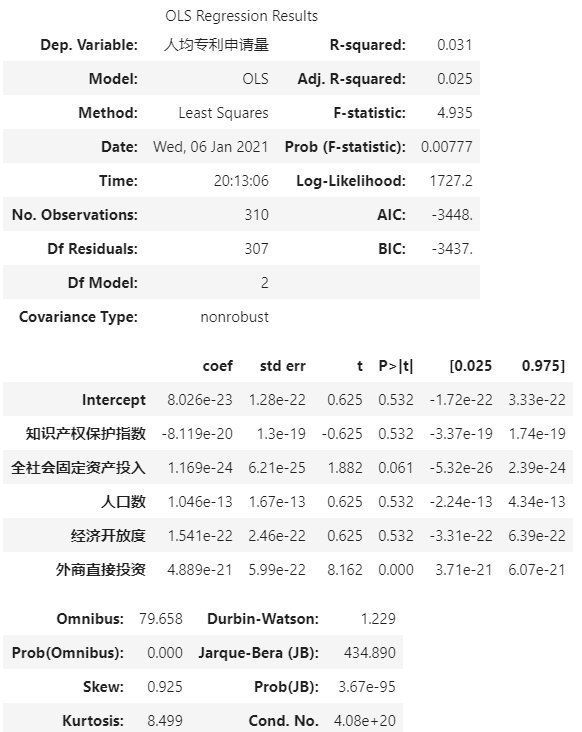 OLS Regression Results
Dep. Variable: 人均专利申请量 R-squared: 0.031
Model: OLS Adj. R-squared: 0.025
Method: Least Squares F-statistic: 4.935
Date: Wed, 06 Jan 2021 Prob (F-statistic): 0.00777
Time: 20:13:06 Log-Likelihood: 1727.2
No. Observations: 310 AIC: -3448.
Df Residuals: 307 BIC: -3437.
Df Model: 2
Covariance Type: nonrobust
coef std err t P>|t| [0.025 0.975]
Intercept 8.026e-23 1.28e-22 0.625 0.532 -1.72e-22 3.33e-22
知识产权保护指数 -8.119e-20 1.3e-19 -0.625 0.532 -3.37e-19 1.74e-19
全社会固定资产投入 1.169e-24 6.21e-25 1.882 0.061 -5.32e-26 2.39e-24
人口数 1.046e-13 1.67e-13 0.625 0.532 -2.24e-13 4.34e-13
经济开放度 1.541e-22 2.46e-22 0.625 0.532 -3.31e-22 6.39e-22
外商直接投资 4.889e-21 5.99e-22 8.162 0.000 3.71e-21 6.07e-21
Omnibus: 79.658 Durbin-Watson: 1.229
Prob(Omnibus): 0.000 Jarque-Bera (JB): 434.890
Skew: 0.925 Prob(JB): 3.67e-95
Kurtosis: 8.499 Cond. No. 4.08e+20